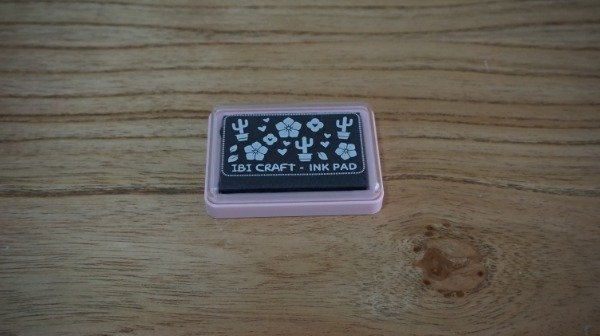 IBI CRAFT - INK PAD